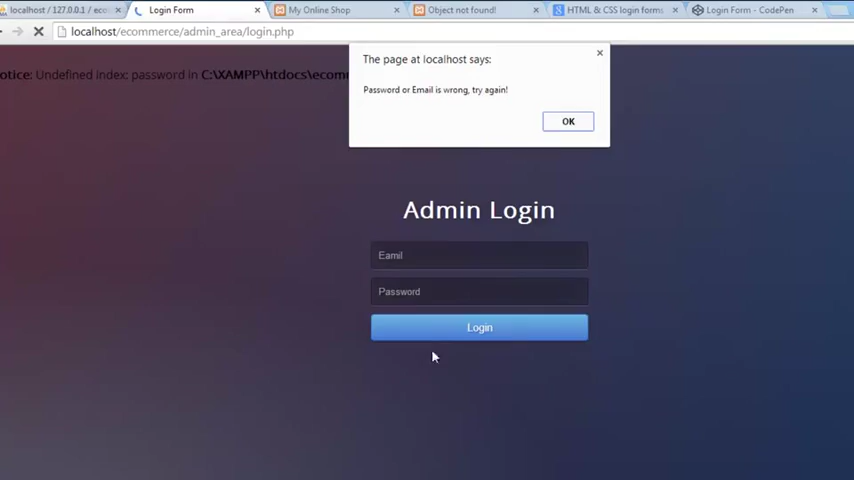 localhost / 127.0.0.1 / eco
Login Form
My Online Shop
Object not found!
HTML & CSS login forms
Login Form - CodePen
localhost/ecommerce/admin_area/login.php
otice: Undefined index: password in C:\XAMPP\htdocs\ecomm
The page at localhost says:
Password or Email is wrong, try again!
OK
Admin Login
Eamil
Password
Login